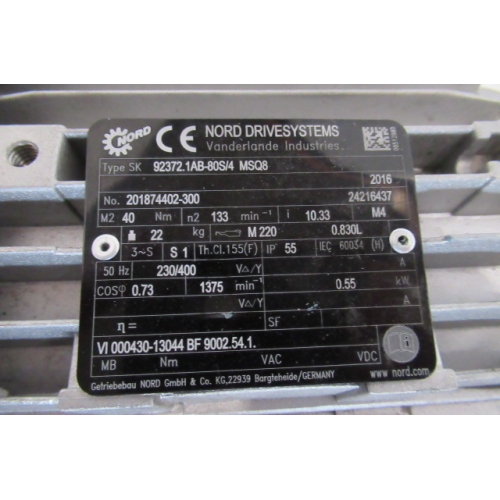 NORD CE NORD DRIVESYSTEMS
Vanderlande Industries.
Type SK 92372.1AB-80S/4 MSQ8
2016
No. 201874402-300 24216437
M2 40 Nm n2 133 min⁻¹ i 10.33 M4
22 kg M 220 0.830L
3~S S 1 Th.Cl.155(F) IP 55 IEC 60034 (H)
50 Hz 230/400 V△/Y A
COSφ 0.73 1375 min⁻¹ 0.55 kW
V△/Y A
η= SF
VI 000430-13044 BF 9002.54.1.
MB Nm VAC VDC
Getriebebau NORD GmbH & Co. KG,22939 Bargteheide/GERMANY www.nord.com